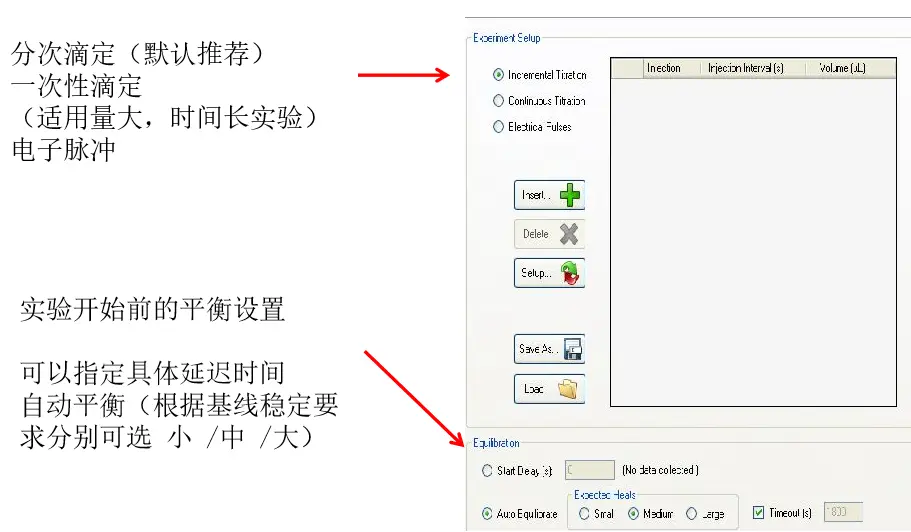 分次滴定（默认推荐）
一次性滴定
（适用量大，时间长实验）
电子脉冲
实验开始前的平衡设置
可以指定具体延迟时间
自动平衡（根据基线稳定要
求分别可选 小 /中 /大）
Experiment Setup
Incremental Titration
Continuous Titration
Electrical Pulses
Injection Injection Interval (s) Volume (uL)
Insert...
Delete
Setup...
Save As...
Load
Equilibration
Start Delay (s): 0 (No data collected.)
Expected Heats
Auto Equilibrate Small Medium Large Timeout (s) 1800